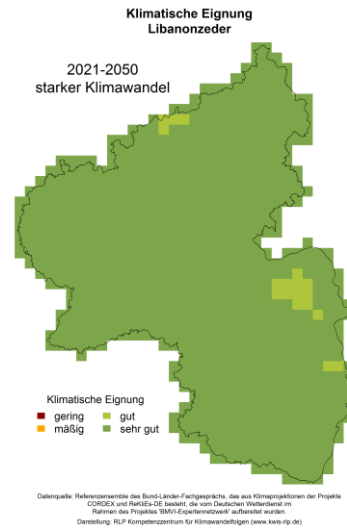 Klimatische Eignung
Libanonzeder
2021-2050
starker Klimawandel
Klimatische Eignung
gering
gut
mäßig
sehr gut
Datenquelle: Referenzensemble des Bund-Länder-Fachgesprächs, das aus Klimaprojektionen der Projekte
CORDEX und ReKliEs-DE besteht, die vom Deutschen Wetterdienst im
Rahmen des Projektes 'BMVI-Expertennetzwerk' aufbereitet wurden.
Darstellung: RLP Kompetenzzentrum für Klimawandelfolgen (www.kwis-rlp.de)